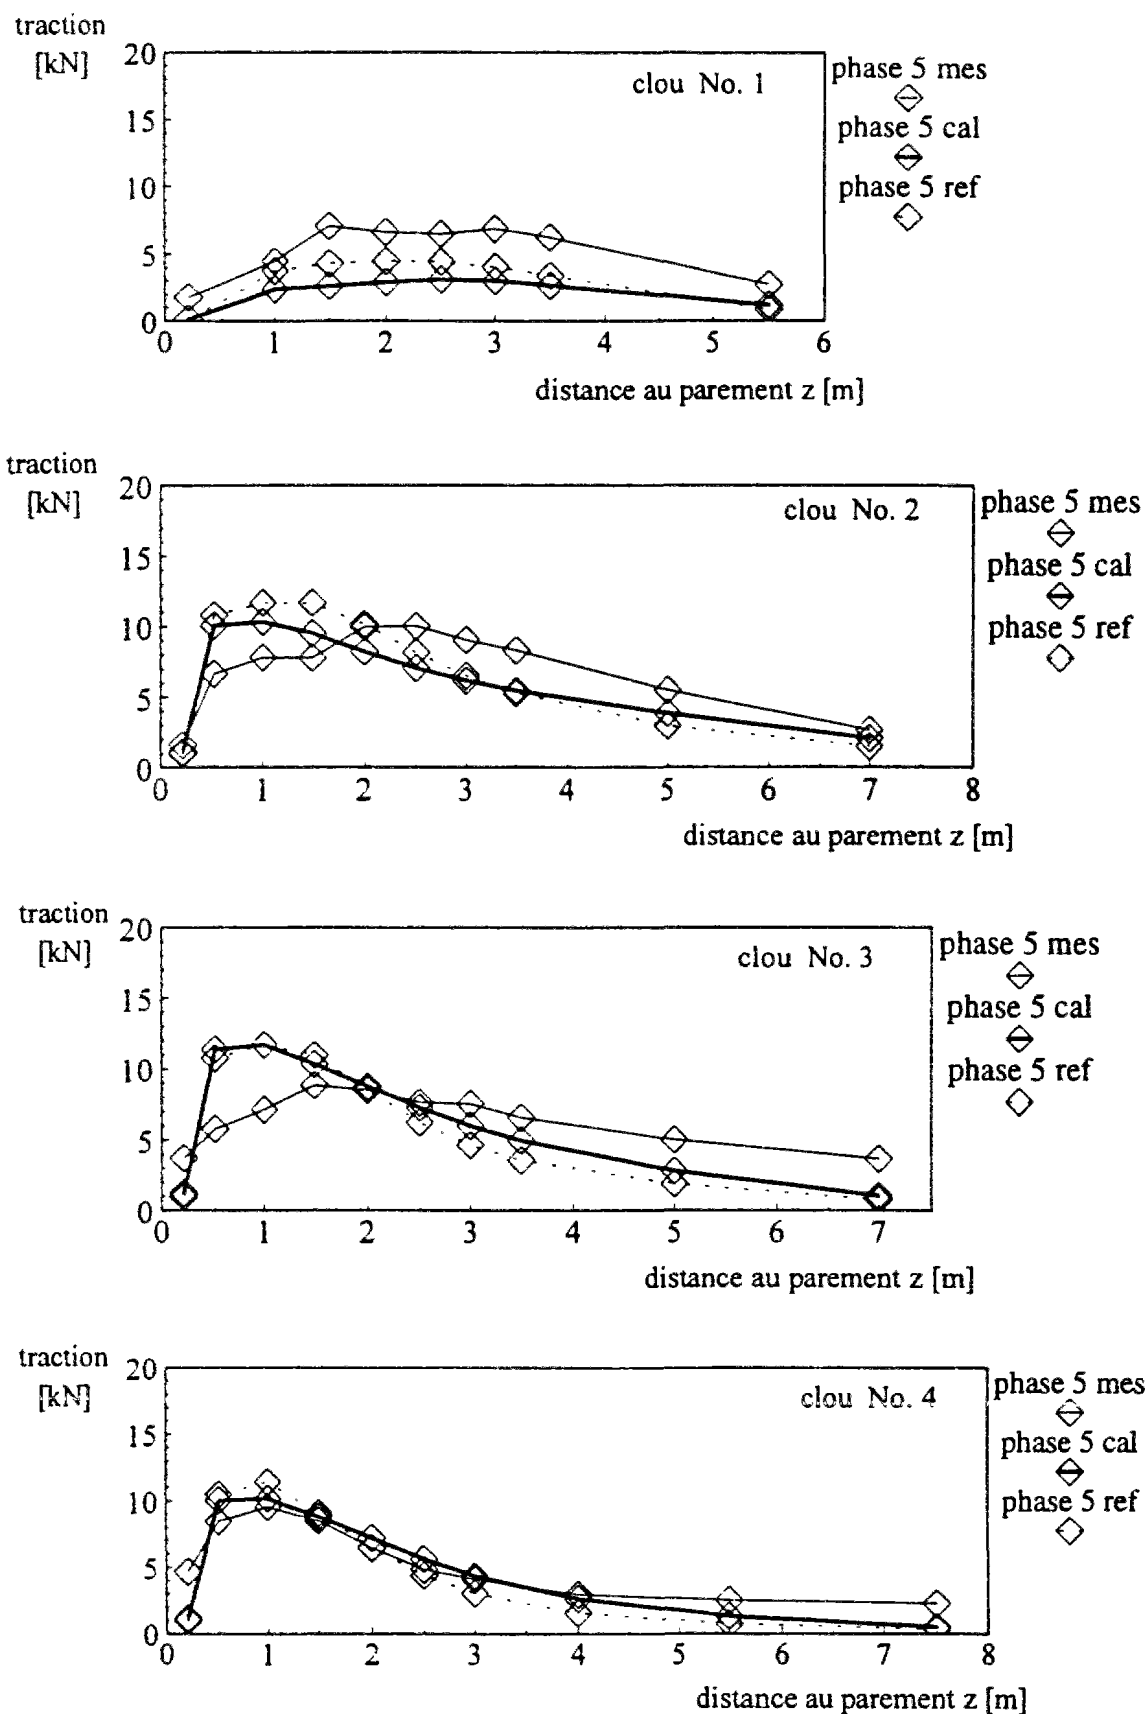 traction
[kN]
20
15
10
5
0
0 1 2 3 4 5 6
clou No. 1
distance au parement z [m]
phase 5 mes
phase 5 cal
phase 5 ref
traction
[kN]
20
15
10
5
0
0 1 2 3 4 5 6 7 8
clou No. 2
distance au parement z [m]
phase 5 mes
phase 5 cal
phase 5 ref
traction
[kN]
20
15
10
5
0
0 1 2 3 4 5 6 7
clou No. 3
distance au parement z [m]
phase 5 mes
phase 5 cal
phase 5 ref
traction
[kN]
20
15
10
5
0
0 1 2 3 4 5 6 7 8
clou No. 4
distance au parement z [m]
phase 5 mes
phase 5 cal
phase 5 ref